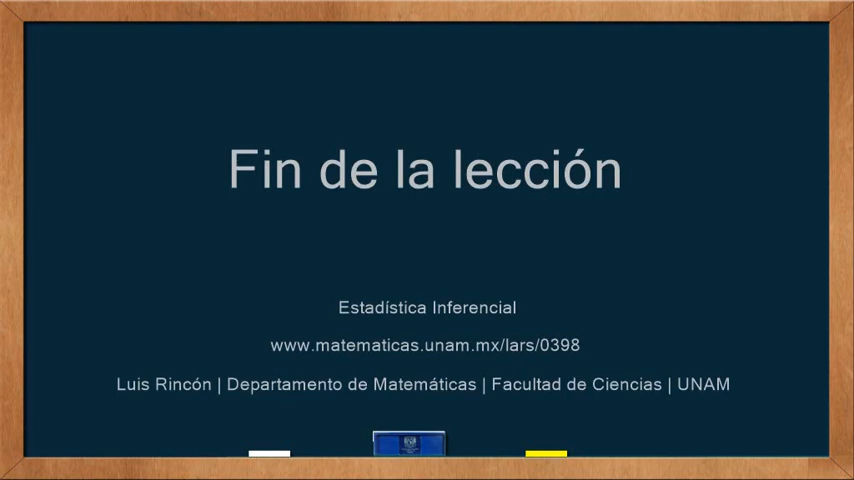 Fin de la lección
Estadística Inferencial
www.matematicas.unam.mx/lars/0398
Luis Rincón | Departamento de Matemáticas | Facultad de Ciencias | UNAM